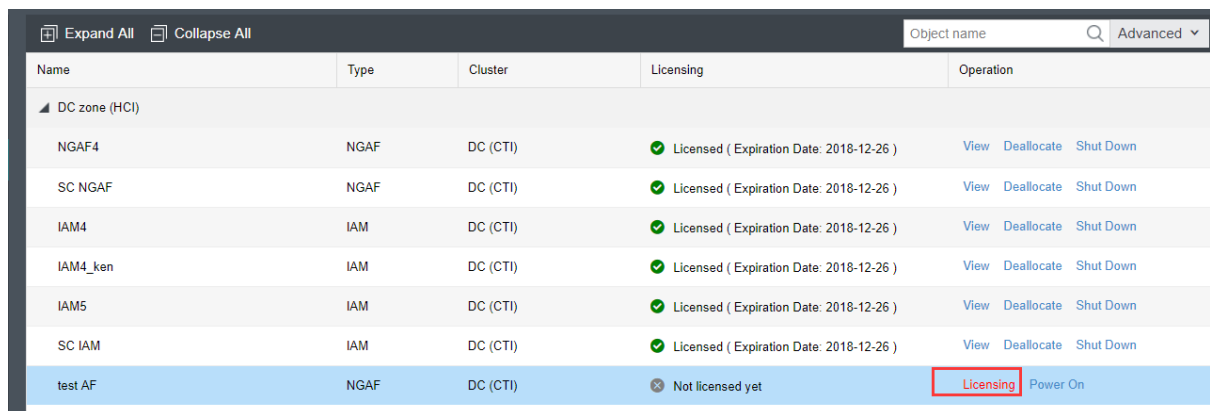 Expand All Collapse All Object name Advanced
Name Type Cluster Licensing Operation
DC zone (HCI)
NGAF4 NGAF DC (CTI) Licensed ( Expiration Date: 2018-12-26 ) View Deallocate Shut Down
SC NGAF NGAF DC (CTI) Licensed ( Expiration Date: 2018-12-26 ) View Deallocate Shut Down
IAM4 IAM DC (CTI) Licensed ( Expiration Date: 2018-12-26 ) View Deallocate Shut Down
IAM4_ken IAM DC (CTI) Licensed ( Expiration Date: 2018-12-26 ) View Deallocate Shut Down
IAM5 IAM DC (CTI) Licensed ( Expiration Date: 2018-12-26 ) View Deallocate Shut Down
SC IAM IAM DC (CTI) Licensed ( Expiration Date: 2018-12-26 ) View Deallocate Shut Down
test AF NGAF DC (CTI) Not licensed yet Licensing Power On